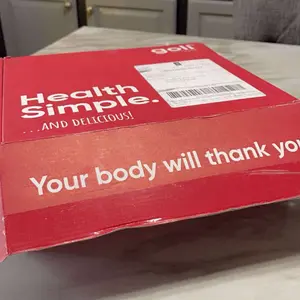 goli
Health
Simple.
...AND DELICIOUS!
Your body will thank you